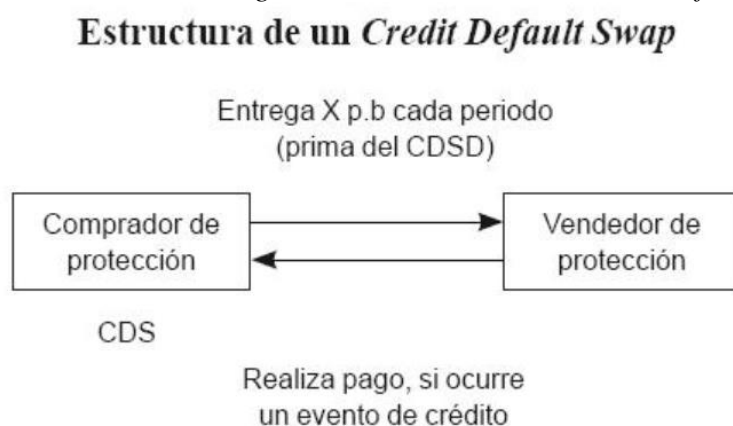 Estructura de un Credit Default Swap
Entrega X p.b cada periodo
(prima del CDSD)
Comprador de
protección
Vendedor de
protección
CDS
Realiza pago, si ocurre
un evento de crédito